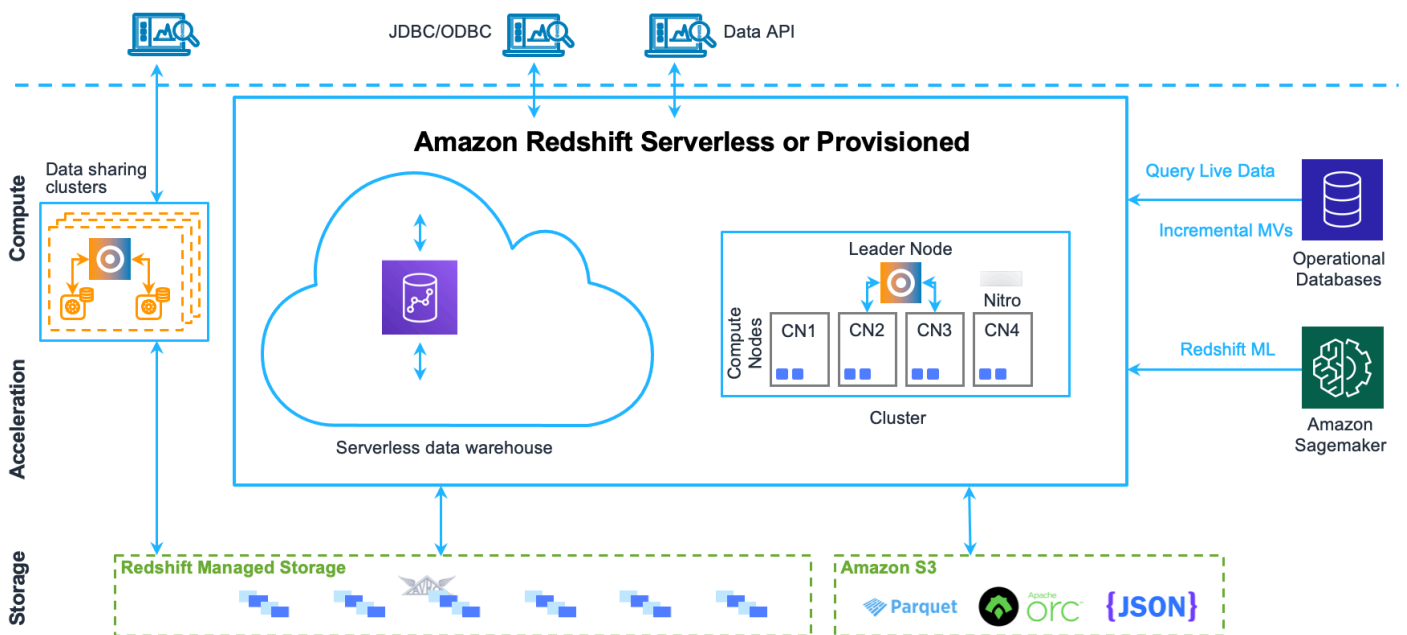 JDBC/ODBC
Data API
Amazon Redshift Serverless or Provisioned
Data sharing
clusters
Compute
Acceleration
Storage
Serverless data warehouse
Leader Node
Nitro
Compute
Nodes
CN1
CN2
CN3
CN4
Cluster
Query Live Data
Incremental MVs
Operational
Databases
Redshift ML
Amazon
Sagemaker
Redshift Managed Storage
AVRO
Amazon S3
Parquet
Apache
orc
{JSON}